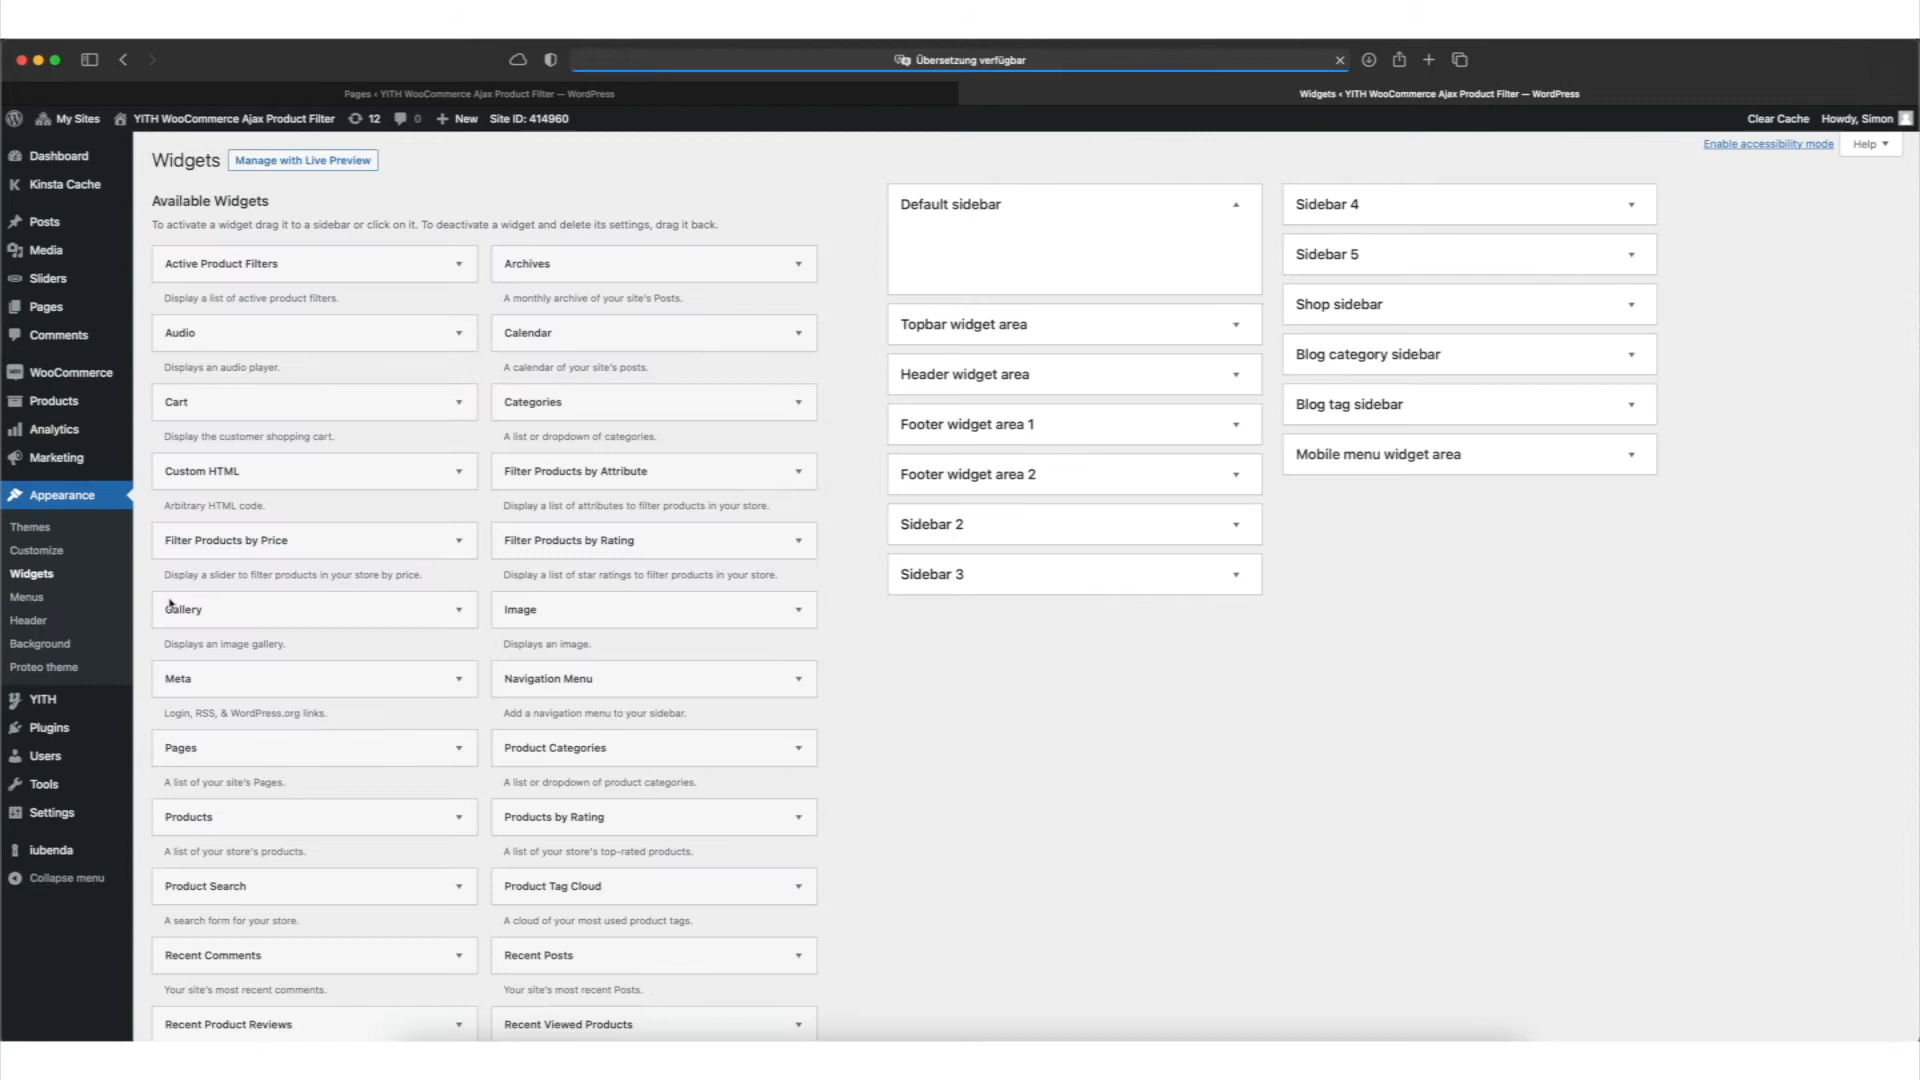 Übersetzung verfügbar
Pages < YITH WooCommerce Ajax Product Filter — WordPress
Widgets < YITH WooCommerce Ajax Product Filter — WordPress
My Sites
YITH WooCommerce Ajax Product Filter
12
0
New
Site ID: 414960
Clear Cache
Howdy, Simon
Dashboard
Kinsta Cache
Posts
Media
Sliders
Pages
Comments
WooCommerce
Products
Analytics
Marketing
Appearance
Themes
Customize
Widgets
Menus
Header
Background
Proteo theme
YITH
Plugins
Users
Tools
Settings
iubenda
Collapse menu
Widgets
Manage with Live Preview
Enable accessibility mode
Help
Available Widgets
To activate a widget drag it to a sidebar or click on it. To deactivate a widget and delete its settings, drag it back.
Active Product Filters
Display a list of active product filters.
Archives
A monthly archive of your site's Posts.
Audio
Displays an audio player.
Calendar
A calendar of your site's posts.
Cart
Display the customer shopping cart.
Categories
A list or dropdown of categories.
Custom HTML
Arbitrary HTML code.
Filter Products by Attribute
Display a list of attributes to filter products in your store.
Filter Products by Price
Display a slider to filter products in your store by price.
Filter Products by Rating
Display a list of star ratings to filter products in your store.
Gallery
Displays an image gallery.
Image
Displays an image.
Meta
Login, RSS, & WordPress.org links.
Navigation Menu
Add a navigation menu to your sidebar.
Pages
A list of your site's Pages.
Product Categories
A list or dropdown of product categories.
Products
A list of your store's products.
Products by Rating
A list of your store's top-rated products.
Product Search
A search form for your store.
Product Tag Cloud
A cloud of your most used product tags.
Recent Comments
Your site's most recent comments.
Recent Posts
Your site's most recent Posts.
Recent Product Reviews
Recent Viewed Products
Default sidebar
Topbar widget area
Header widget area
Footer widget area 1
Footer widget area 2
Sidebar 2
Sidebar 3
Sidebar 4
Sidebar 5
Shop sidebar
Blog category sidebar
Blog tag sidebar
Mobile menu widget area